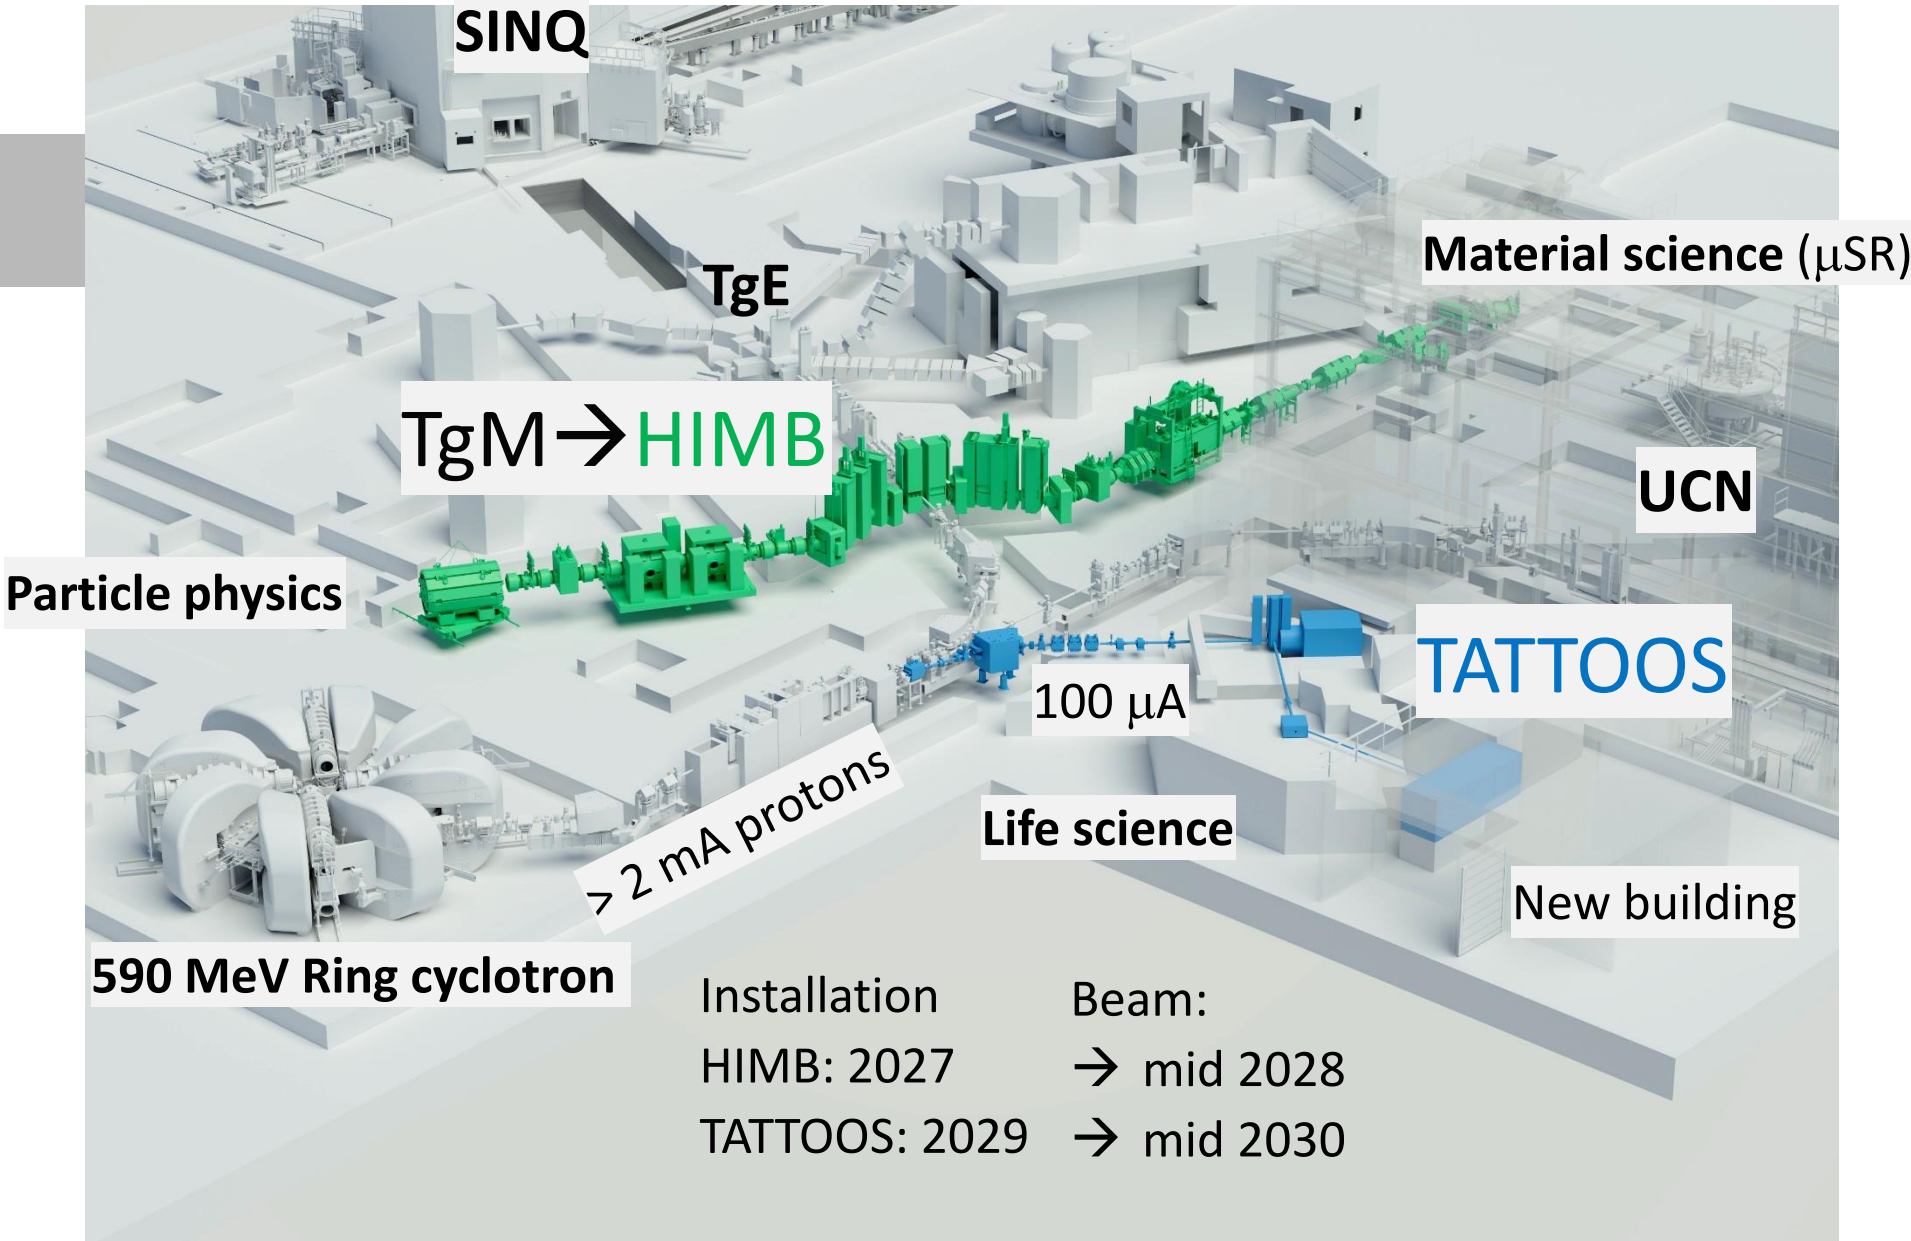 SINQ
Material science (μSR)
TgE
TgM→HIMB
UCN
Particle physics
TATTOOS
100 μA
> 2 mA protons
Life science
New building
590 MeV Ring cyclotron
Installation
Beam:
HIMB: 2027
→ mid 2028
TATTOOS: 2029
→ mid 2030